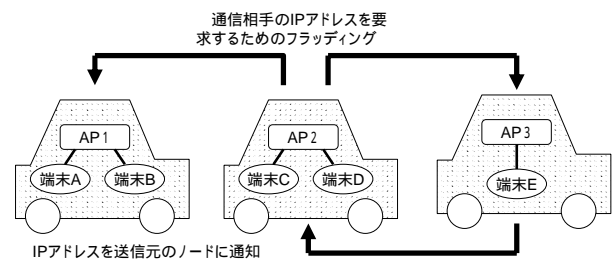 通信相手のIPアドレスを要
求するためのフラッディング
AP1
AP2
AP3
端末A
端末B
端末C
端末D
端末E
IPアドレスを送信元のノードに通知